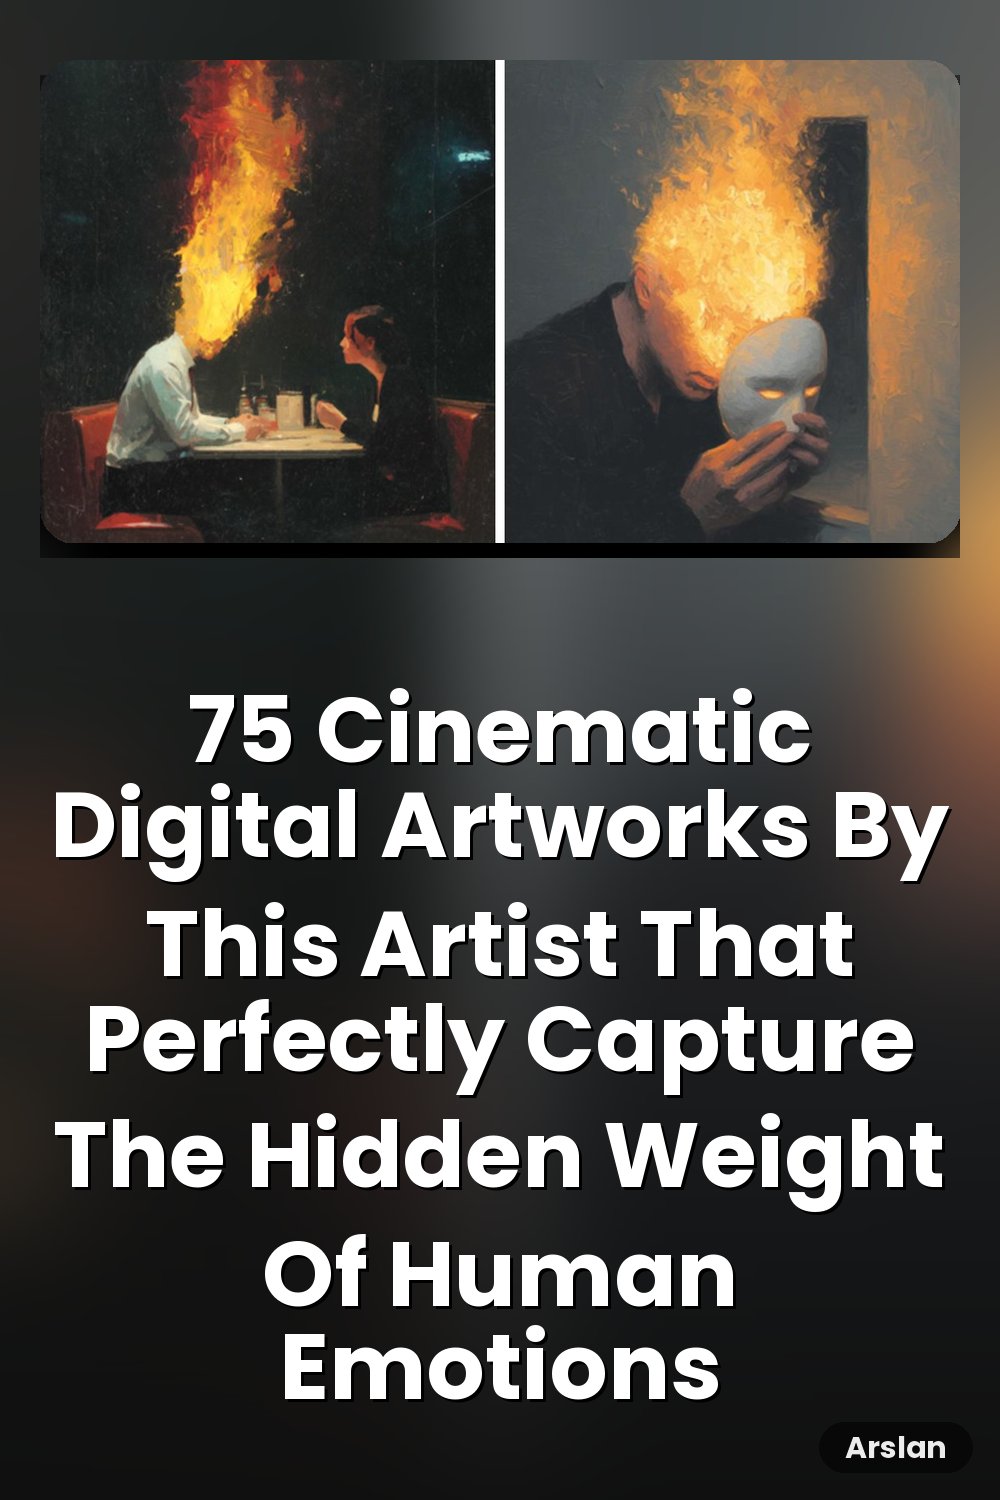 75 Cinematic
Digital Artworks By
This Artist That
Perfectly Capture
The Hidden Weight
Of Human
Emotions
Arslan